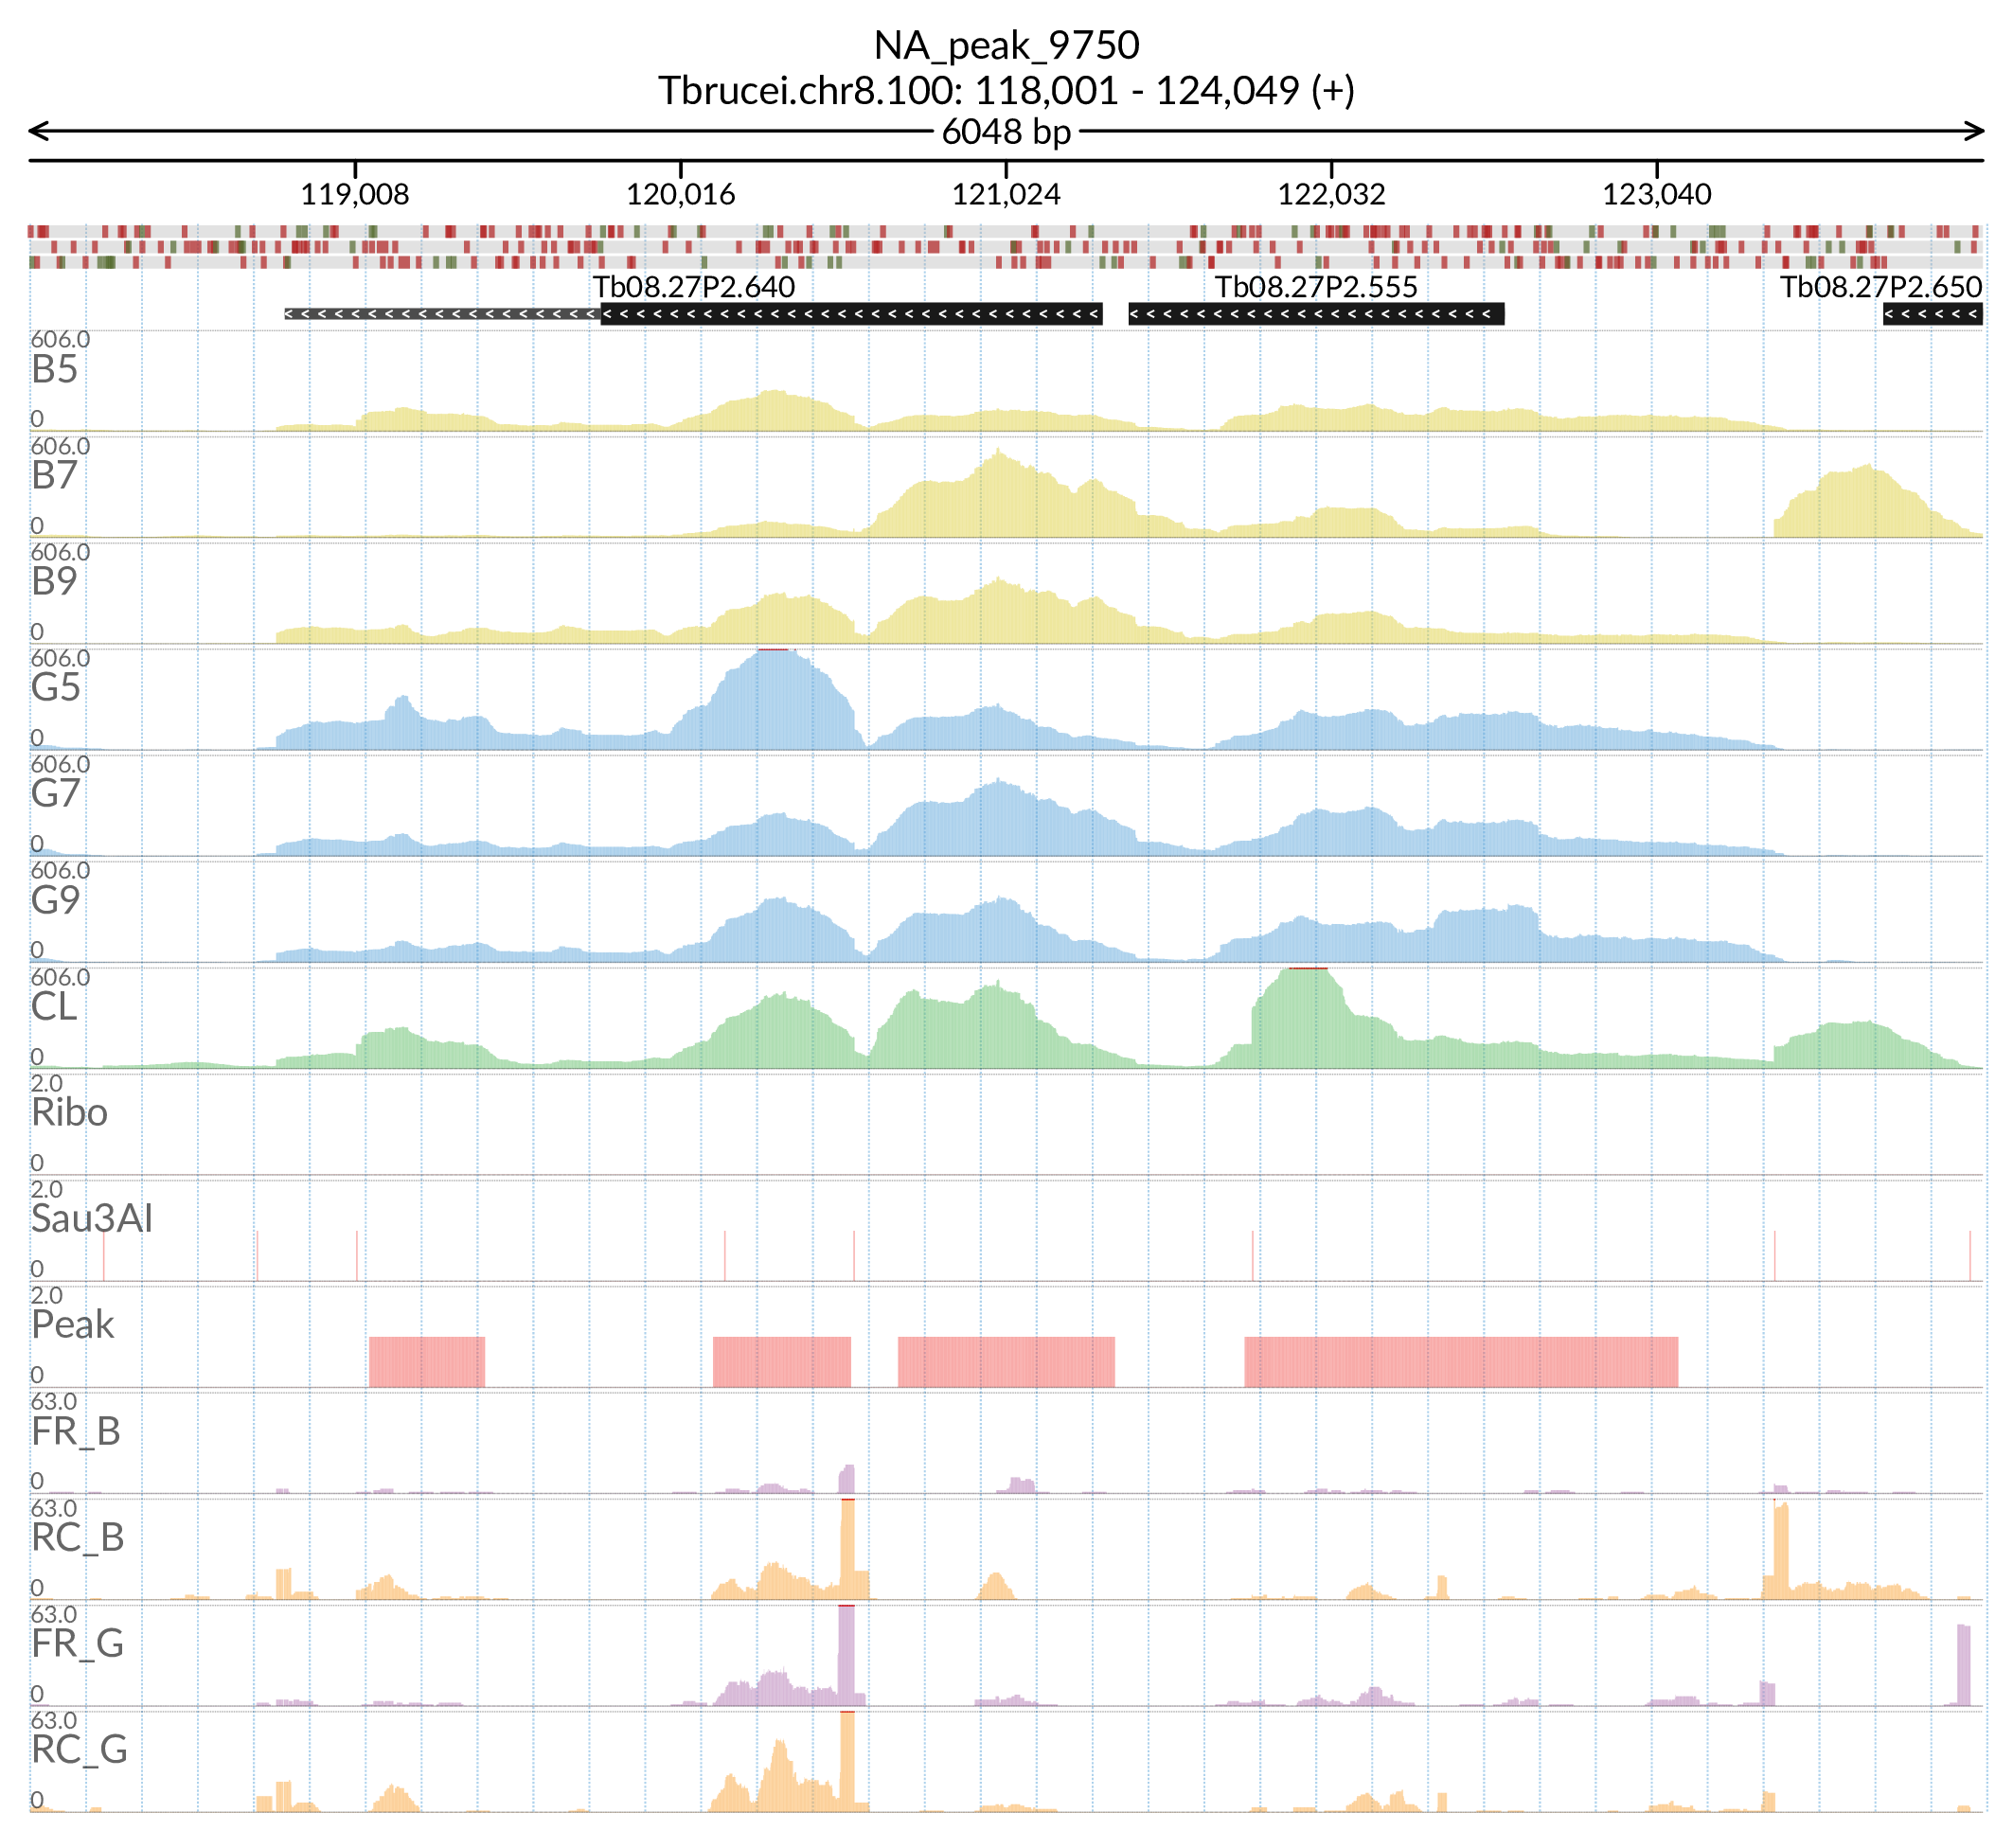 NA_peak_9750
Tbrucei.chr8.100: 118,001 - 124,049 (+)
6048 bp
119,008 120,016 121,024 122,032 123,040
Tb08.27P2.640 Tb08.27P2.555 Tb08.27P2.650
606.0
B5
0
606.0
B7
0
606.0
B9
0
606.0
G5
0
606.0
G7
0
606.0
G9
0
606.0
CL
0
2.0
Ribo
0
2.0
Sau3AI
0
2.0
Peak
0
63.0
FR_B
0
63.0
RC_B
0
63.0
FR_G
0
63.0
RC_G
0